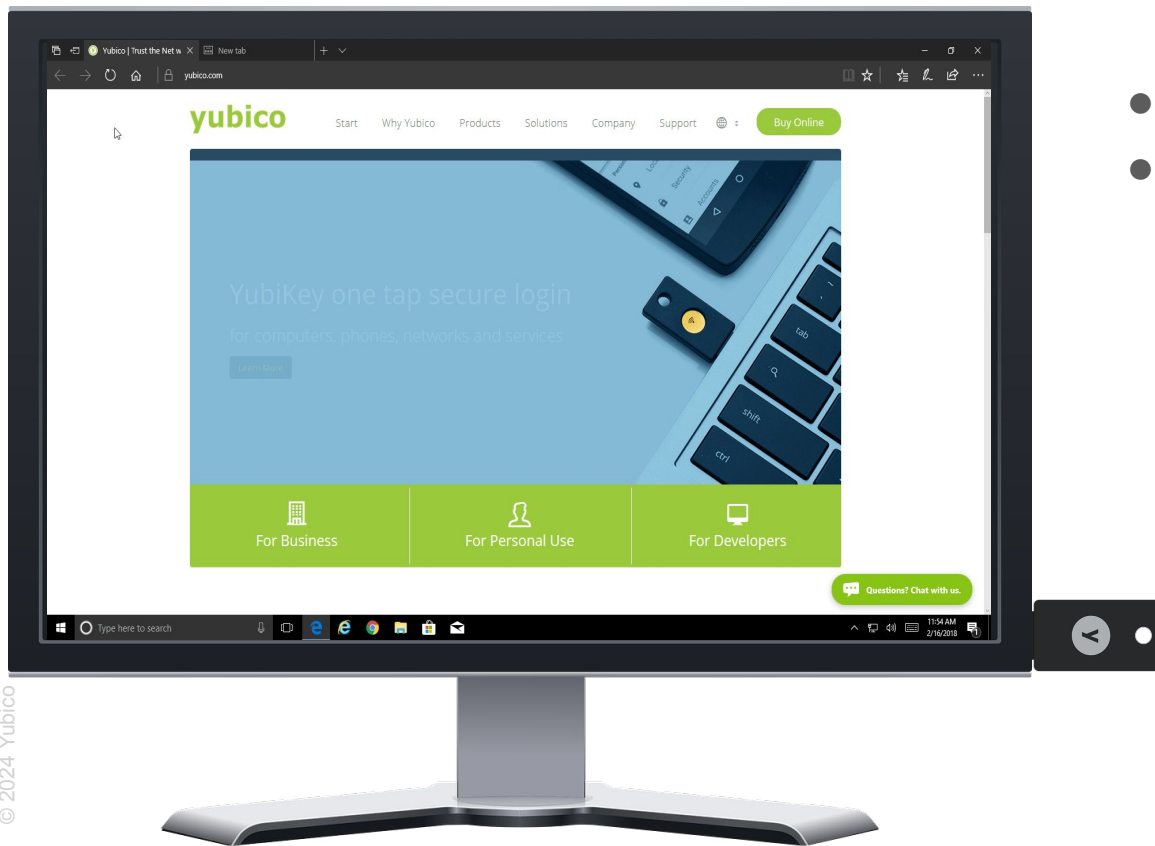 Yubico | Trust the Net w
New tab
yubico.com
yubico
Start
Why Yubico
Products
Solutions
Company
Support
Buy Online
Security
Accounts
YubiKey one tap secure login
for computers, phones, networks and services
Learn More
tab
shift
ctrl
For Business
For Personal Use
For Developers
Questions? Chat with us.
Type here to search
11:54 AM
2/16/2018
Y
© 2024 Yubico